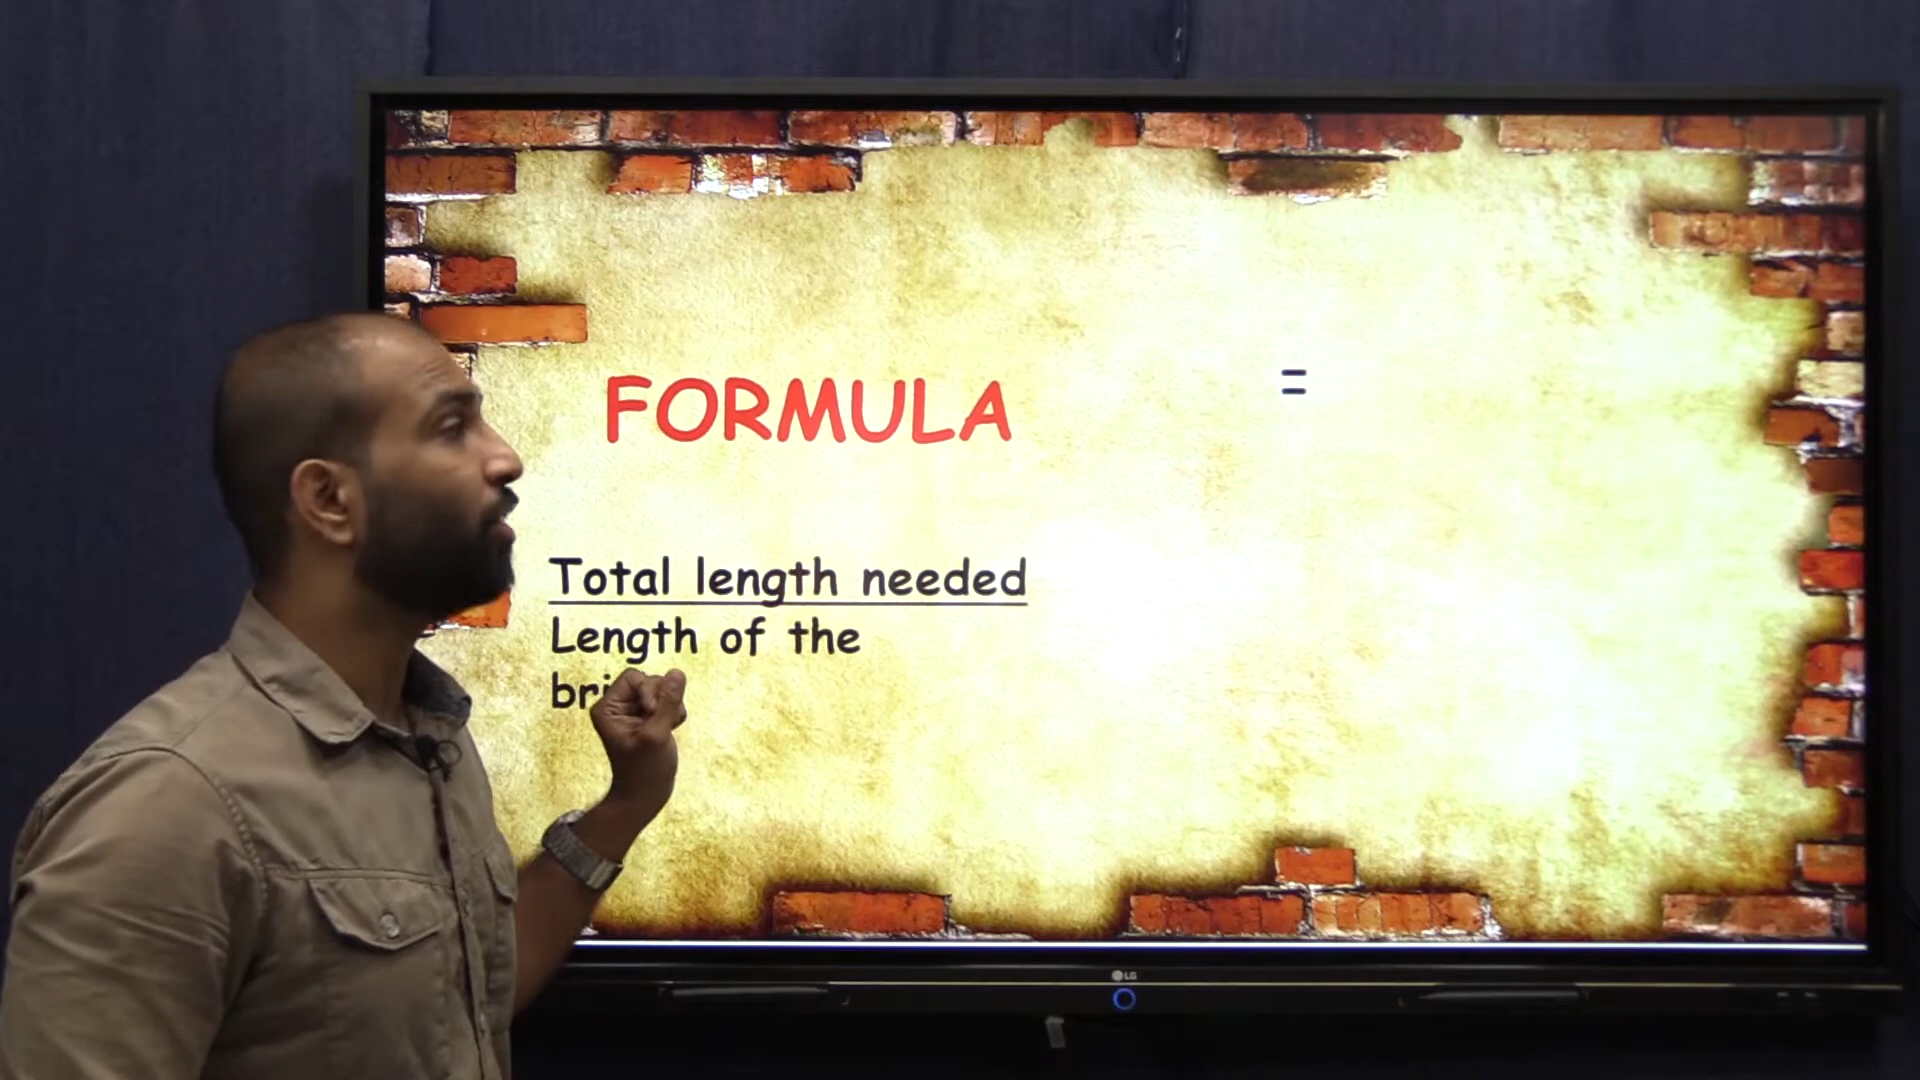 FORMULA
=
Total length needed
Length of the
LG